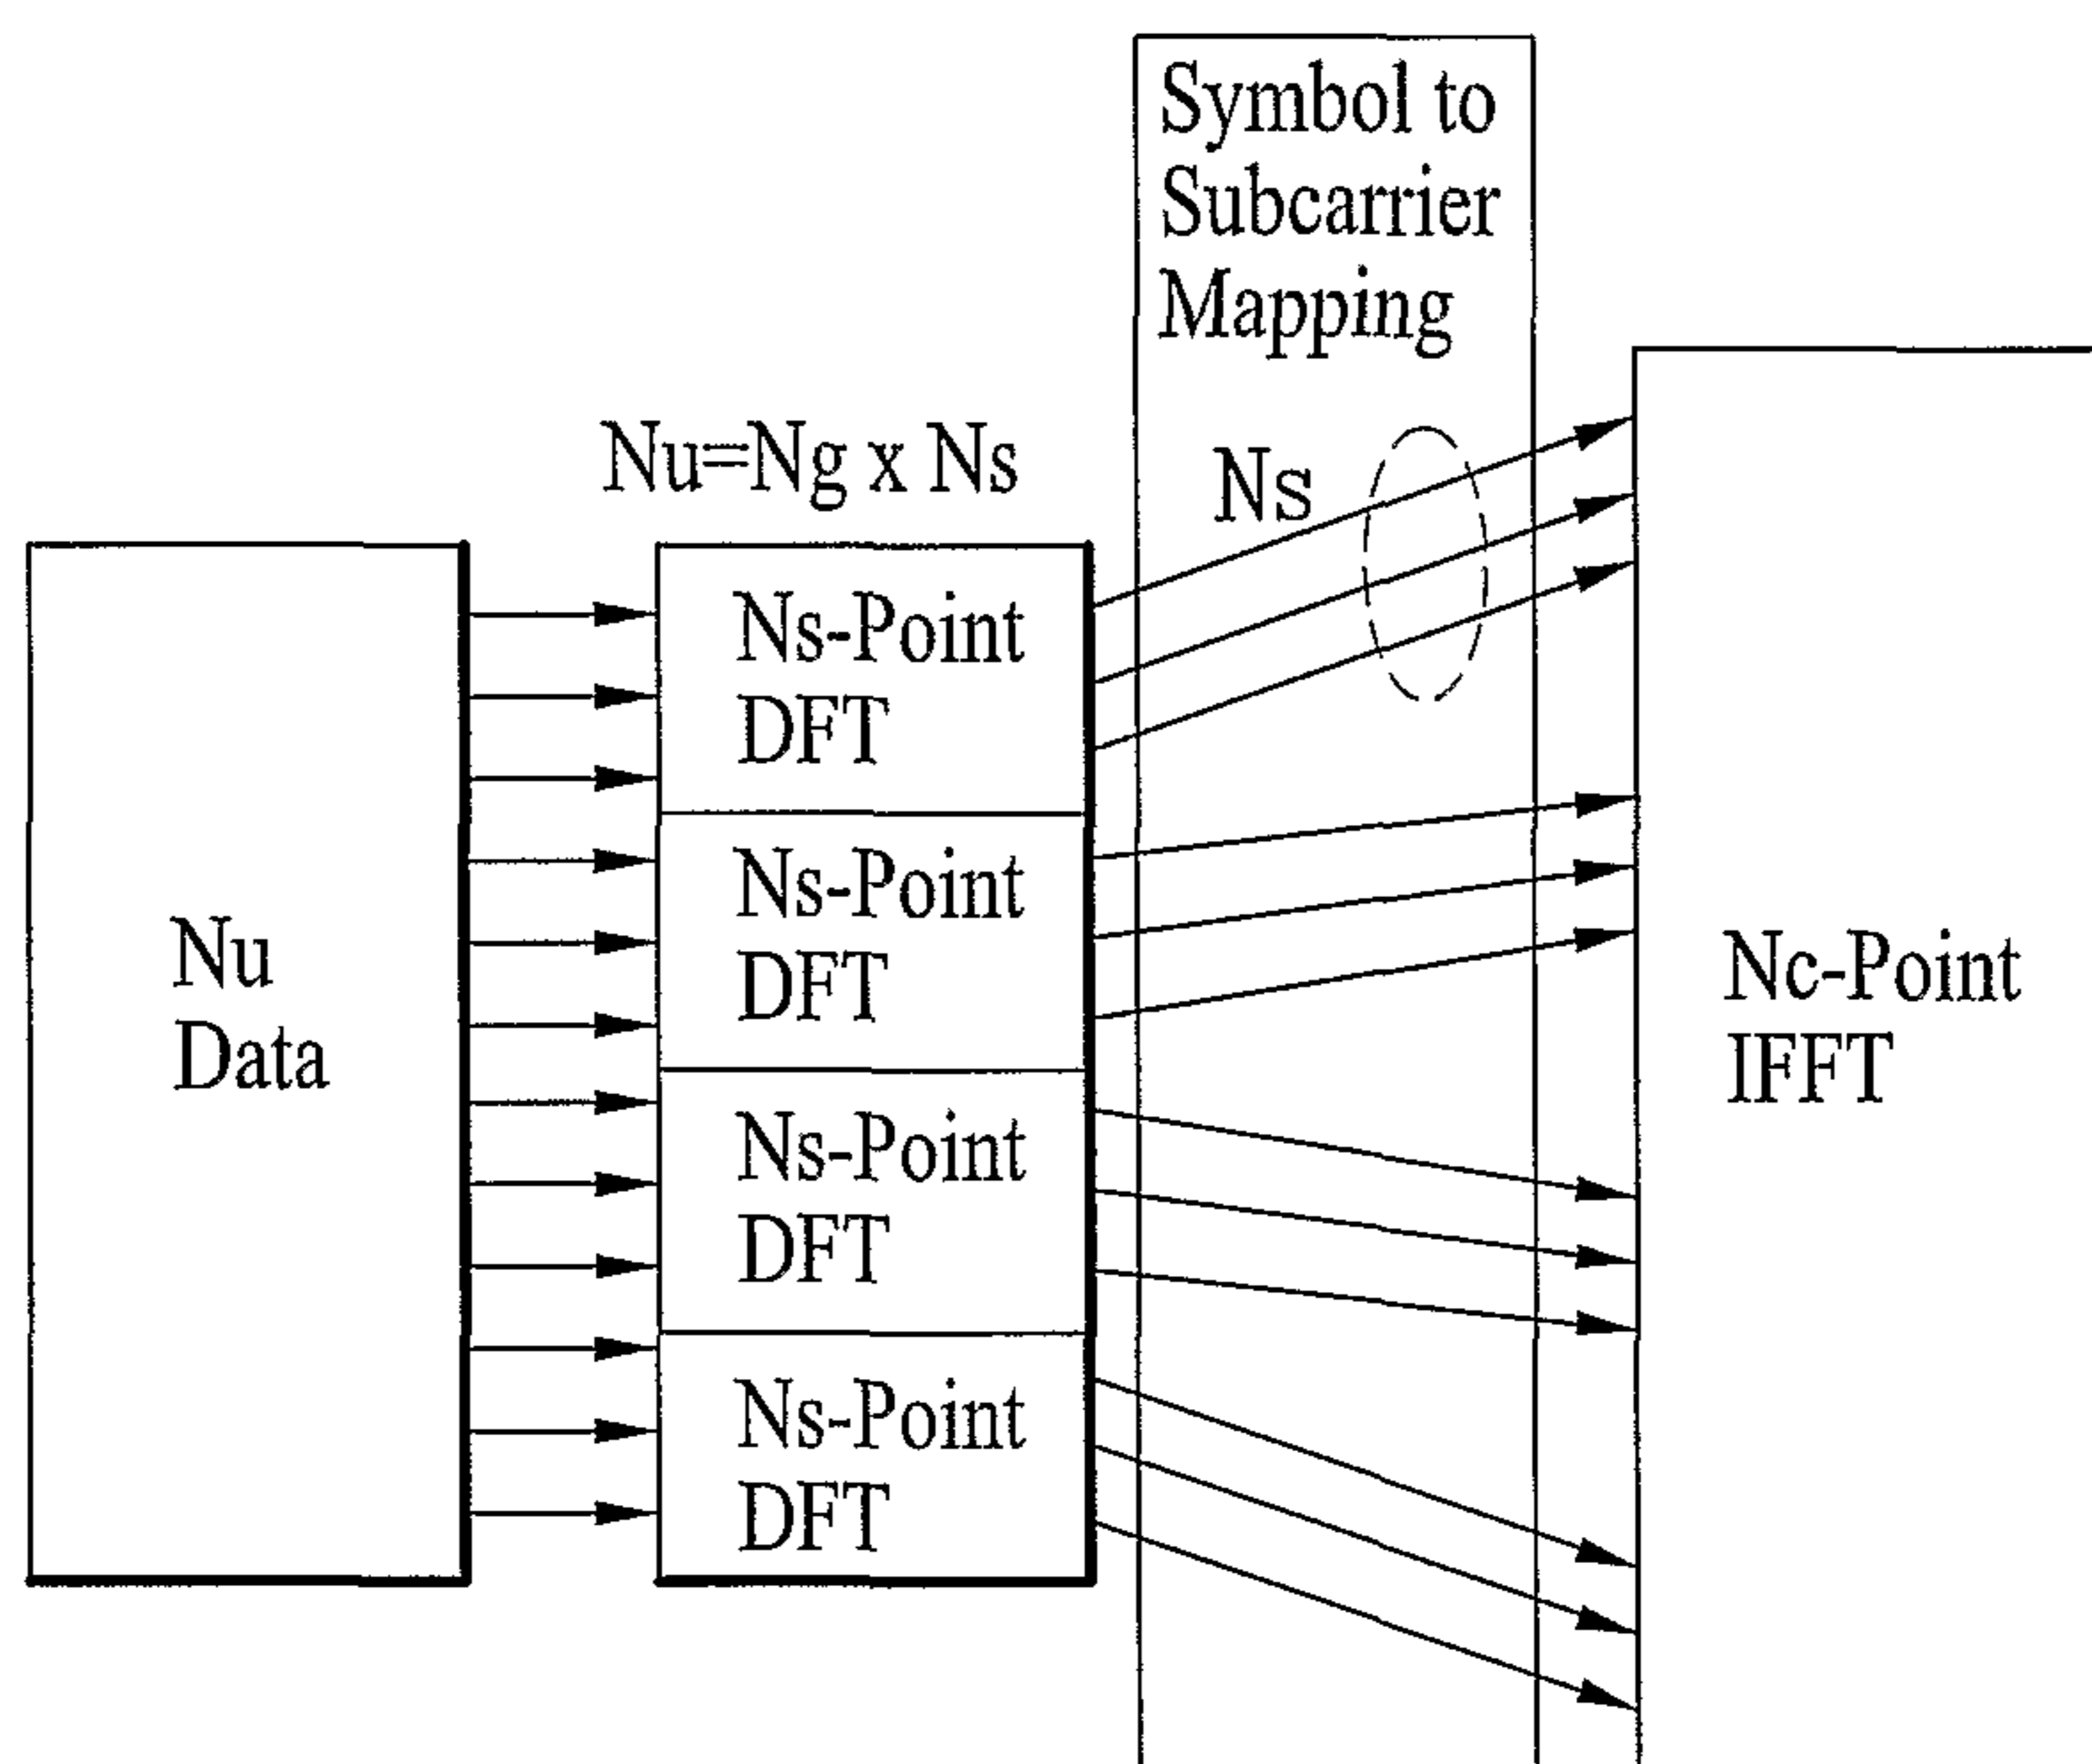 Symbol to
Subcarrier
Mapping
Nu=Ng x Ns
Ns
Ns-Point
DFT
Ns-Point
DFT
Nu
Data
Nc-Point
IFFT
Ns-Point
DFT
Ns-Point
DFT